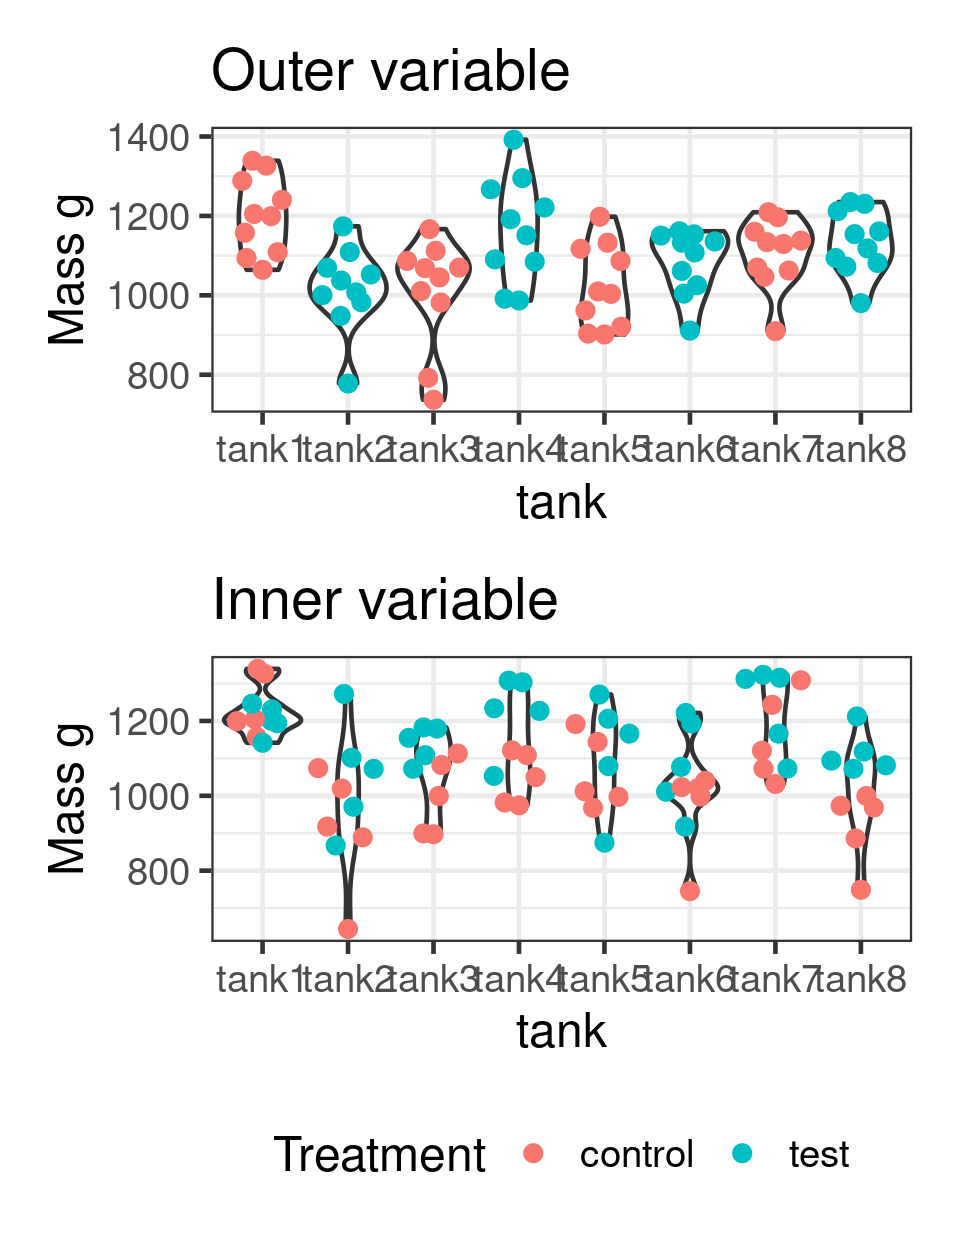 Outer variable
1400
1200
1000
800
Mass g
tank1 tank2 tank3 tank4 tank5 tank6 tank7 tank8
tank
Inner variable
1200
1000
800
Mass g
tank1 tank2 tank3 tank4 tank5 tank6 tank7 tank8
tank
Treatment control test